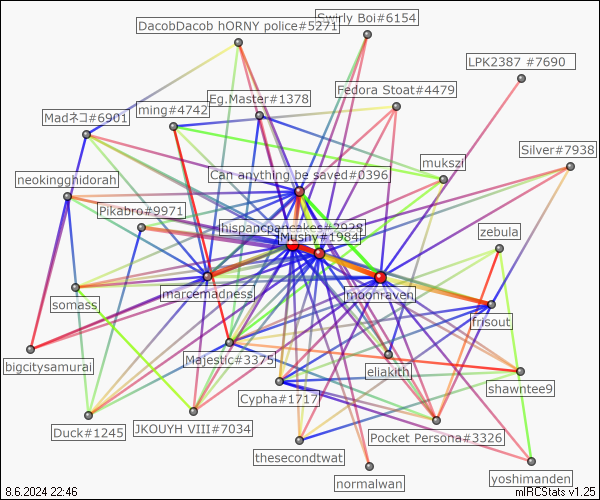 DacobDacob hORNY police#5271
Swirly Boi#6154
LPK2387 #7690
Eg.Master#1378
Fedora Stoat#4479
ming#4742
Madネコ#6901
Silver#7938
mukszi
Can anything be saved#0396
neokingghidorah
Pikabro#9971
hispancpancakes#7928
Mushy#1984
zebula
marcemadness
moonraven
somass
frisout
Majestic#3375
bigcitysamurai
eliakith
shawntee9
Cypha#1717
Duck#1245
JKOUYH VIII#7034
Pocket Persona#3326
thesecondtwat
yoshimanden
normalwan
8.6.2024 22:46
mIRCStats v1.25